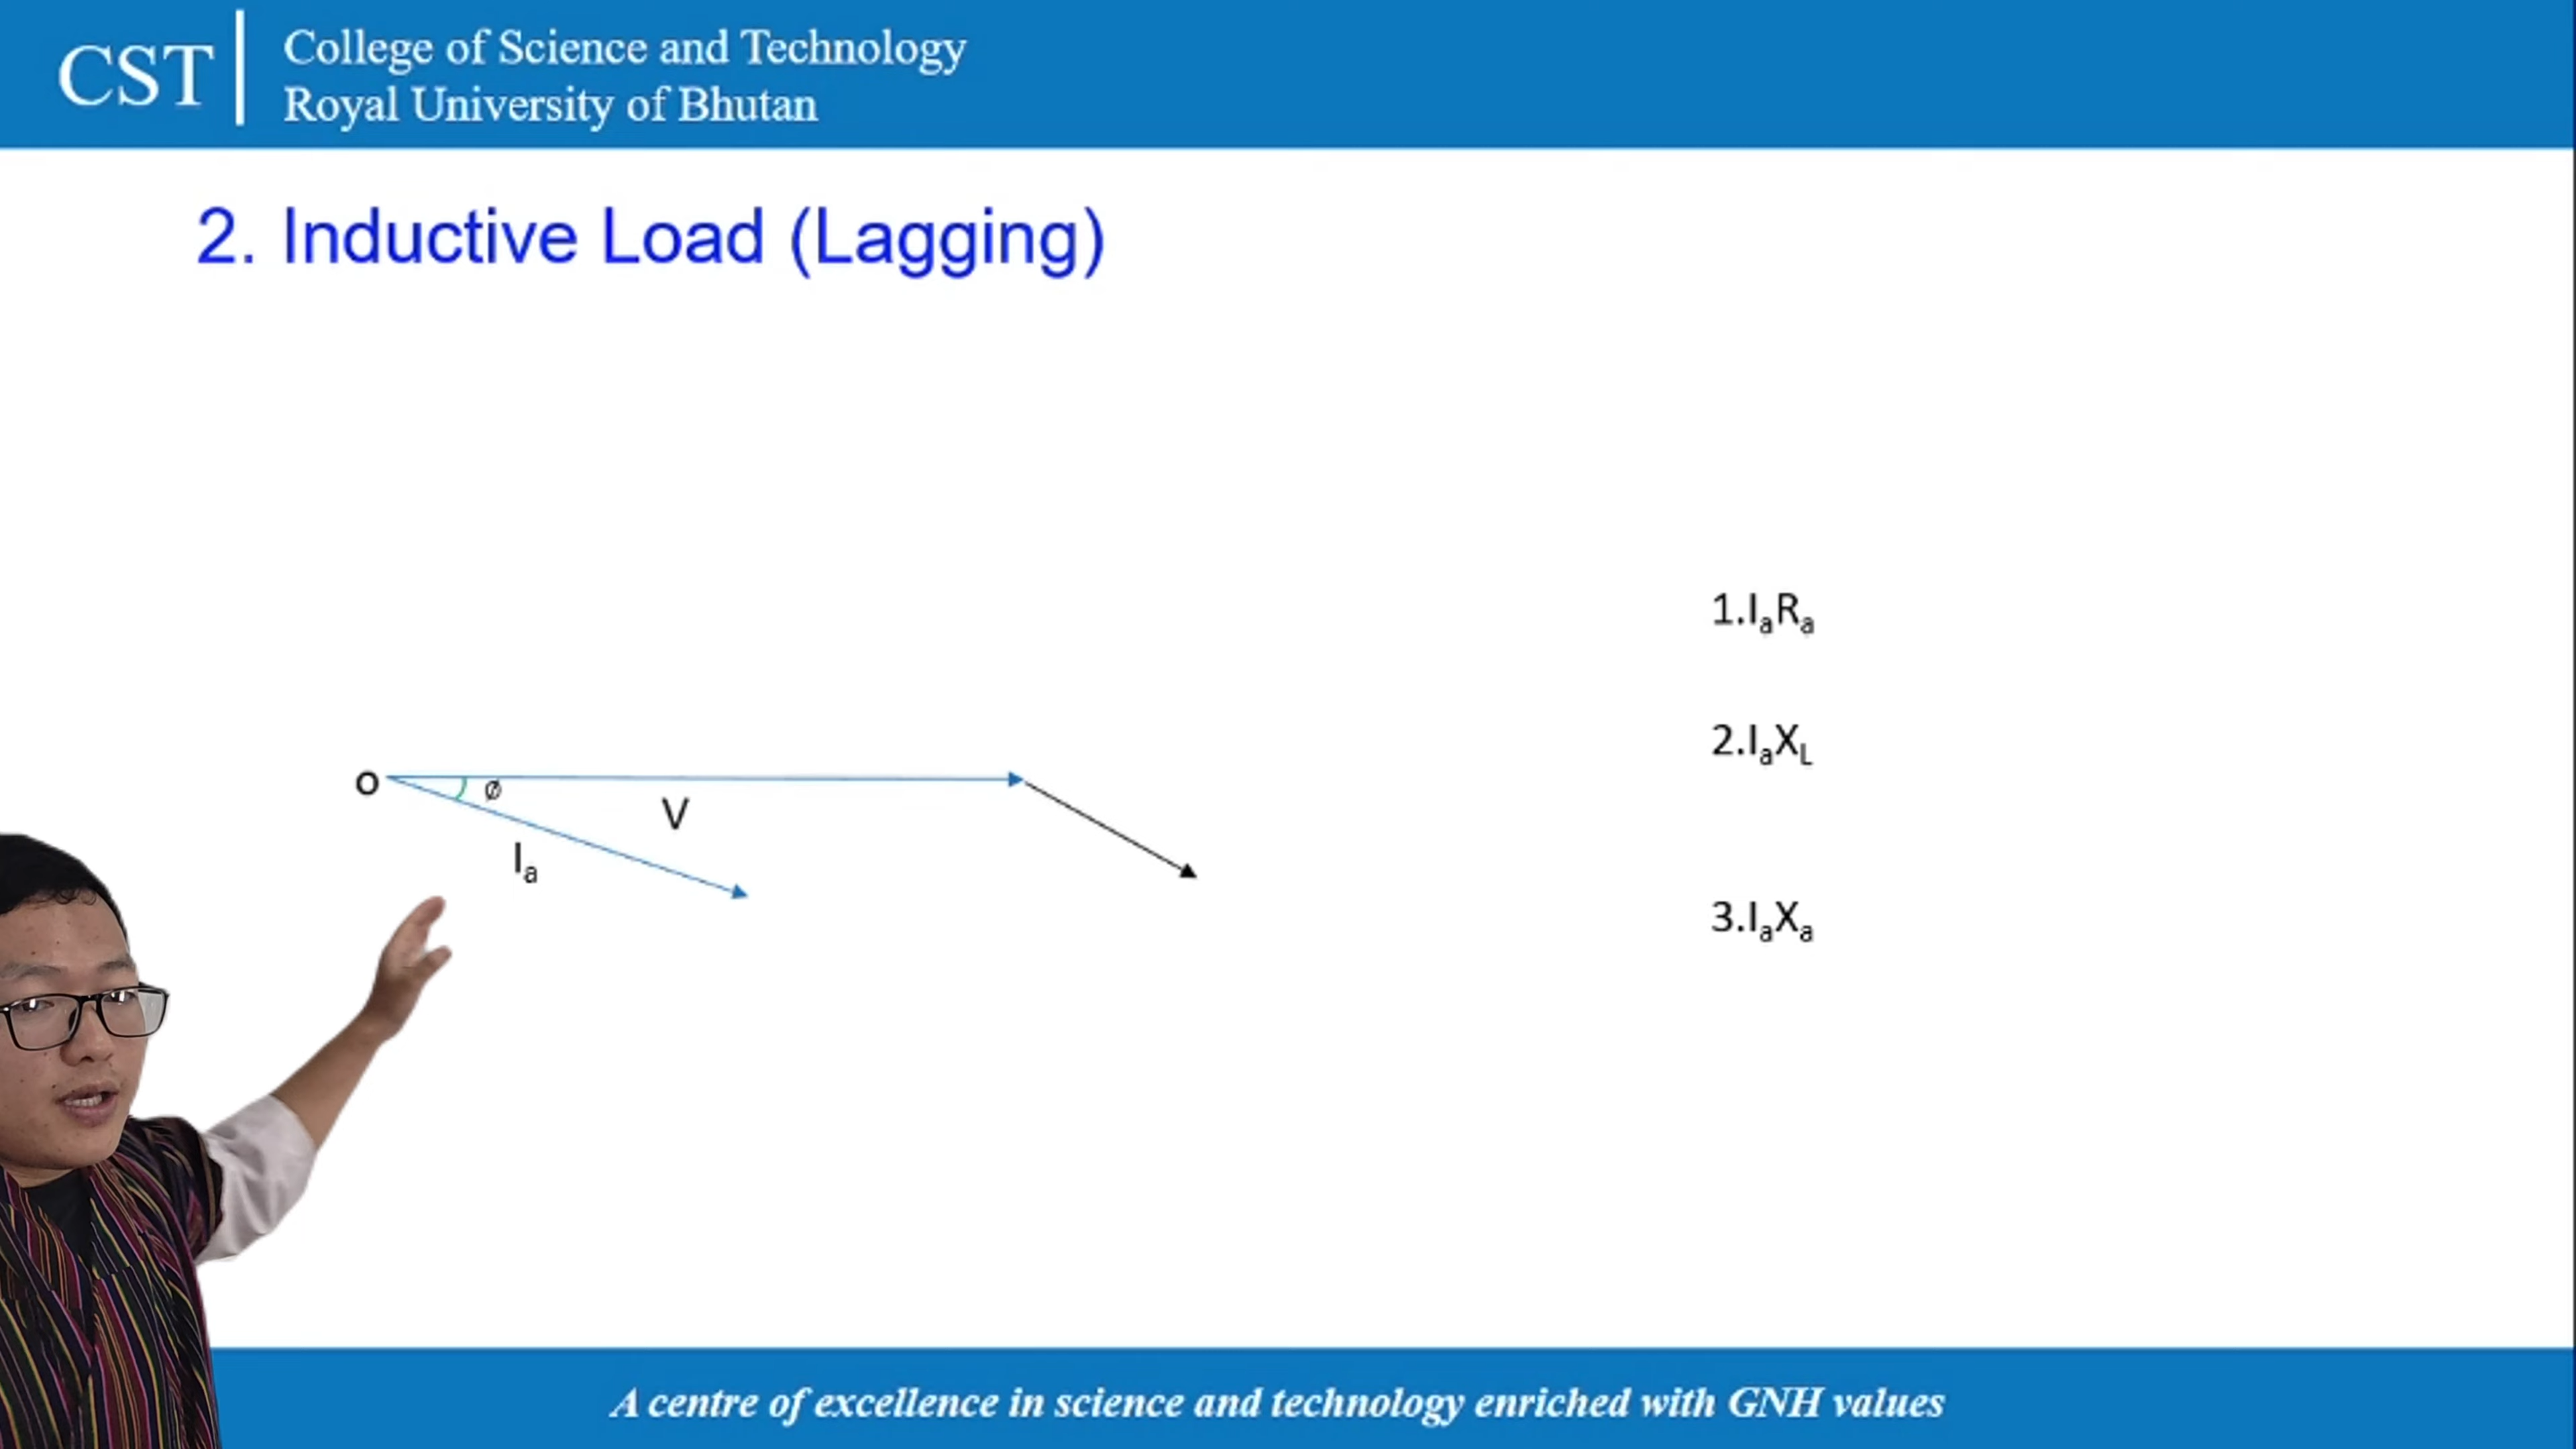 CST
College of Science and Technology
Royal University of Bhutan
2. Inductive Load (Lagging)
1.IaRa
2.IaXL
O
ϕ
V
Ia
3.IaXa
A centre of excellence in science and technology enriched with GNH values